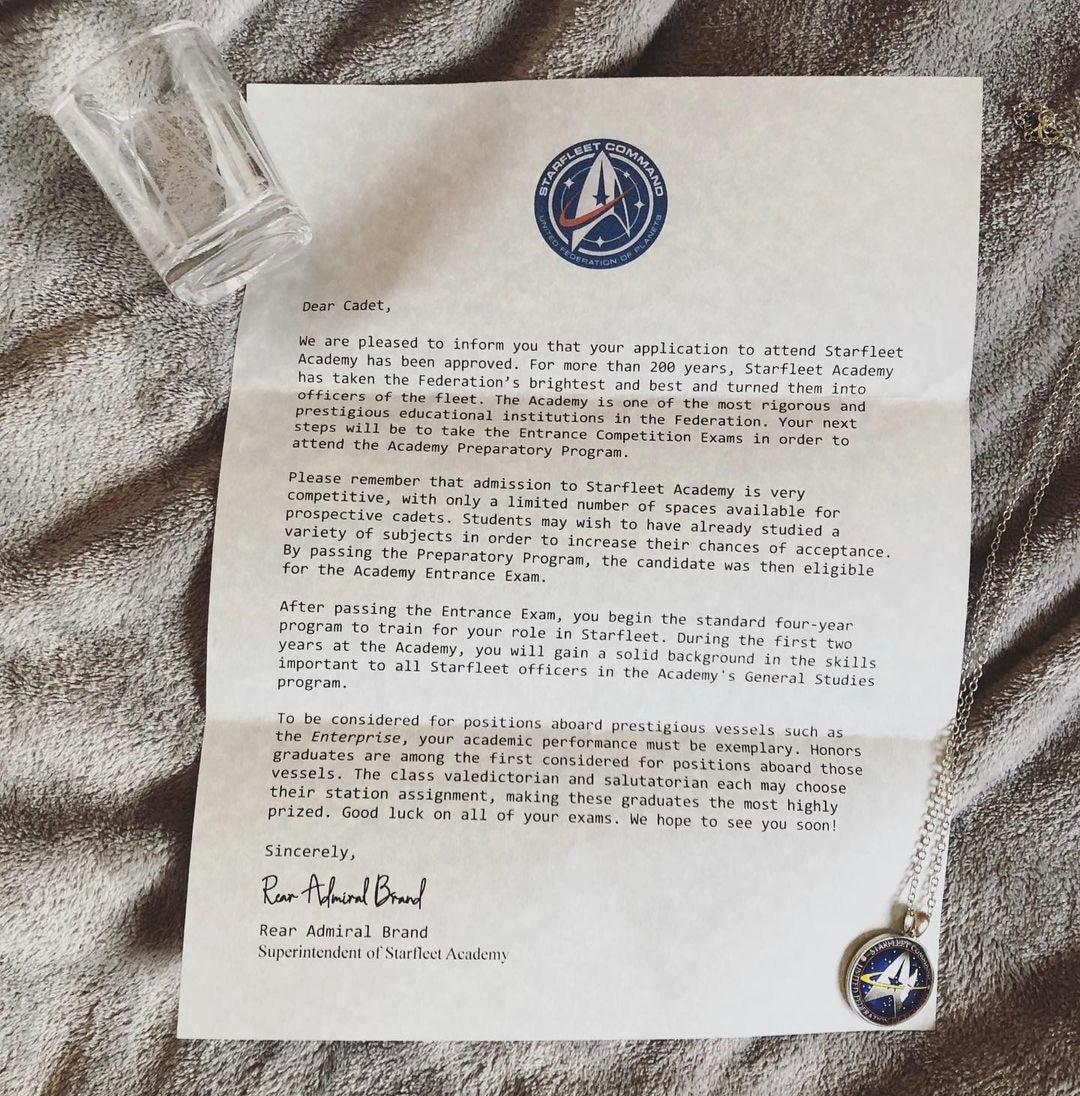 STARFLEET COMMAND
UNITED FEDERATION OF PLANETS
Dear Cadet,
We are pleased to inform you that your application to attend Starfleet
Academy has been approved. For more than 200 years, Starfleet Academy
has taken the Federation’s brightest and best and turned them into
officers of the fleet. The Academy is one of the most rigorous and
prestigious educational institutions in the Federation. Your next
steps will be to take the Entrance Competition Exams in order to
attend the Academy Preparatory Program.
Please remember that admission to Starfleet Academy is very
competitive, with only a limited number of spaces available for
prospective cadets. Students may wish to have already studied a
variety of subjects in order to increase their chances of acceptance.
By passing the Preparatory Program, the candidate was then eligible
for the Academy Entrance Exam.
After passing the Entrance Exam, you begin the standard four-year
program to train for your role in Starfleet. During the first two
years at the Academy, you will gain a solid background in the skills
important to all Starfleet officers in the Academy's General Studies
program.
To be considered for positions aboard prestigious vessels such as
the Enterprise, your academic performance must be exemplary. Honors
graduates are among the first considered for positions aboard those
vessels. The class valedictorian and salutatorian each may choose
their station assignment, making these graduates the most highly
prized. Good luck on all of your exams. We hope to see you soon!
Sincerely,
Rear Admiral Brand
Rear Admiral Brand
Superintendent of Starfleet Academy
STARFLEET COMMAND